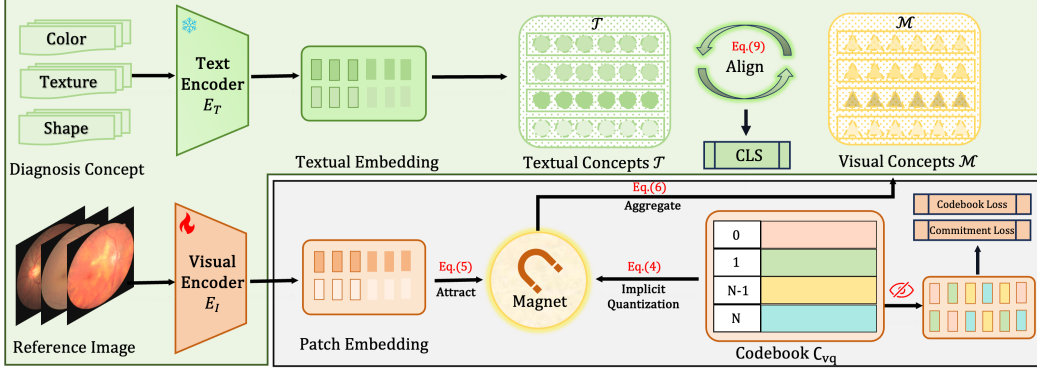 Color
Texture
Shape
Diagnosis Concept
Text
Encoder
E_T
Textual Embedding
𝒯
Textual Concepts 𝒯
Eq.(9)
Align
CLS
ℳ
Visual Concepts ℳ
Reference Image
Visual
Encoder
E_I
Patch Embedding
Eq.(5)
Attract
Magnet
Eq.(6)
Aggregate
Eq.(4)
Implicit
Quantization
0
1
N-1
N
Codebook C_vq
Codebook Loss
Commitment Loss